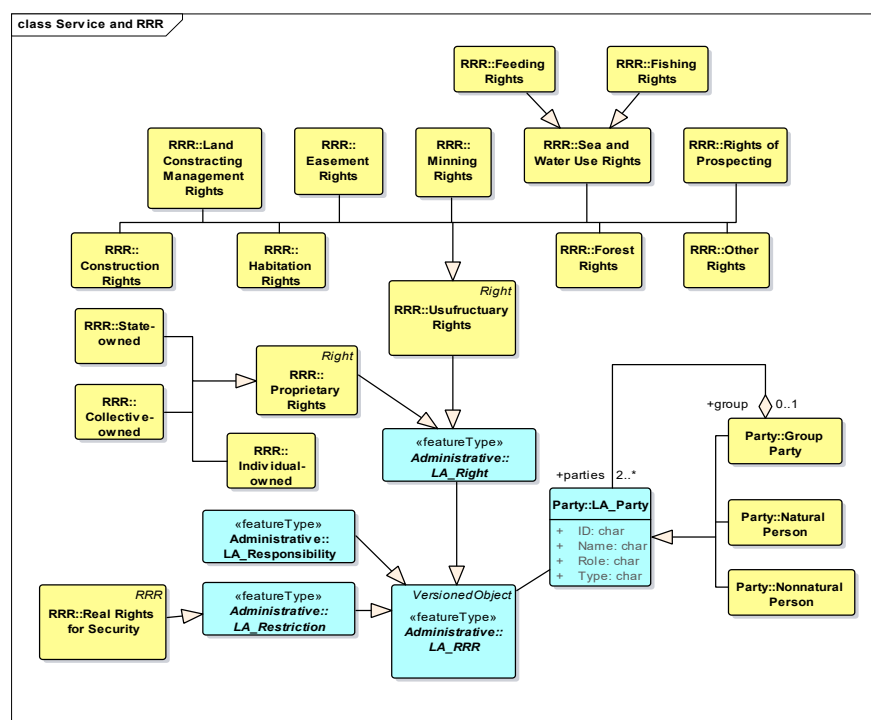 class Service and RRR
RRR::Feeding
Rights
RRR::Fishing
Rights
RRR::Land
Constracting
Management
Rights
RRR::
Easement
Rights
RRR::
Minning
Rights
RRR::Sea and
Water Use Rights
RRR::Rights of
Prospecting
RRR::
Construction
Rights
RRR::
Habitation
Rights
RRR::Forest
Rights
RRR::Other
Rights
Right
RRR::Usufructuary
Rights
RRR::State-
owned
Right
RRR::
Proprietary
Rights
RRR::
Collective-
owned
RRR::
Individual-
owned
«featureType»
Administrative::
LA_Right
+group
0..1
Party::Group
Party
+parties
2..*
Party::LA_Party
+ ID: char
+ Name: char
+ Role: char
+ Type: char
Party::Natural
Person
Party::Nonnatural
Person
«featureType»
Administrative::
LA_Responsibility
RRR
RRR::Real Rights
for Security
«featureType»
Administrative::
LA_Restriction
VersionedObject
«featureType»
Administrative::
LA_RRR